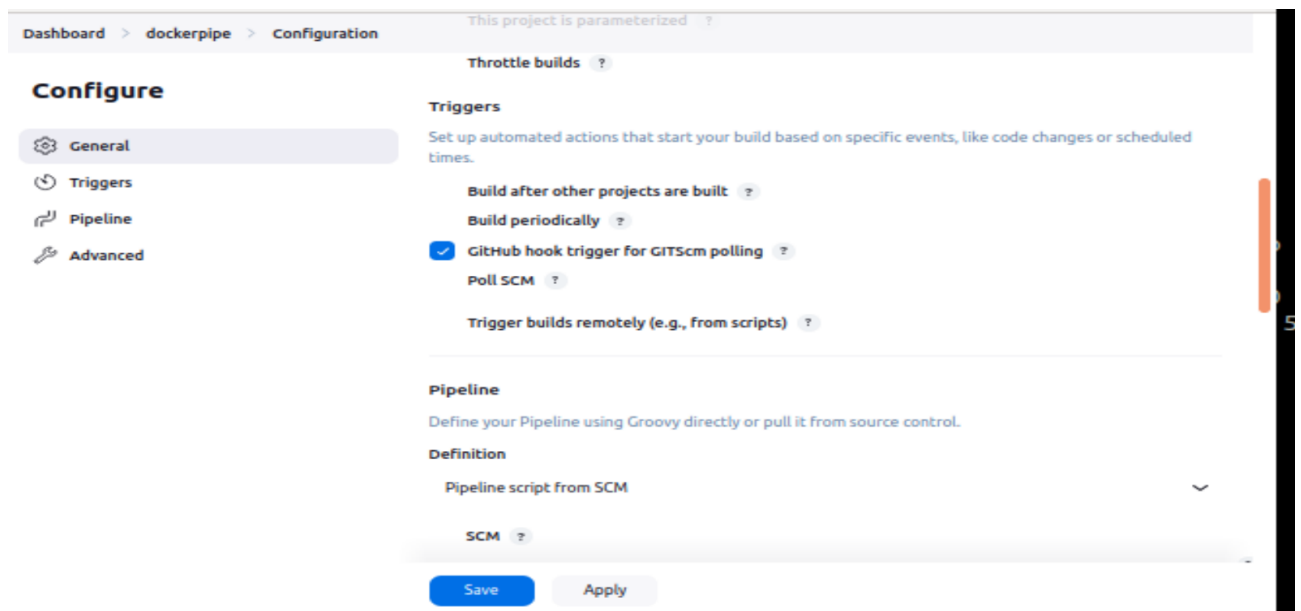 This project is parameterized ?
Dashboard > dockerpipe > Configuration
Throttle builds ?
Configure
General
Triggers
Pipeline
Advanced
Triggers
Set up automated actions that start your build based on specific events, like code changes or scheduled
times.
Build after other projects are built ?
Build periodically ?
GitHub hook trigger for GITScm polling ?
Poll SCM ?
Trigger builds remotely (e.g., from scripts) ?
Pipeline
Define your Pipeline using Groovy directly or pull it from source control.
Definition
Pipeline script from SCM
SCM ?
Save
Apply
5